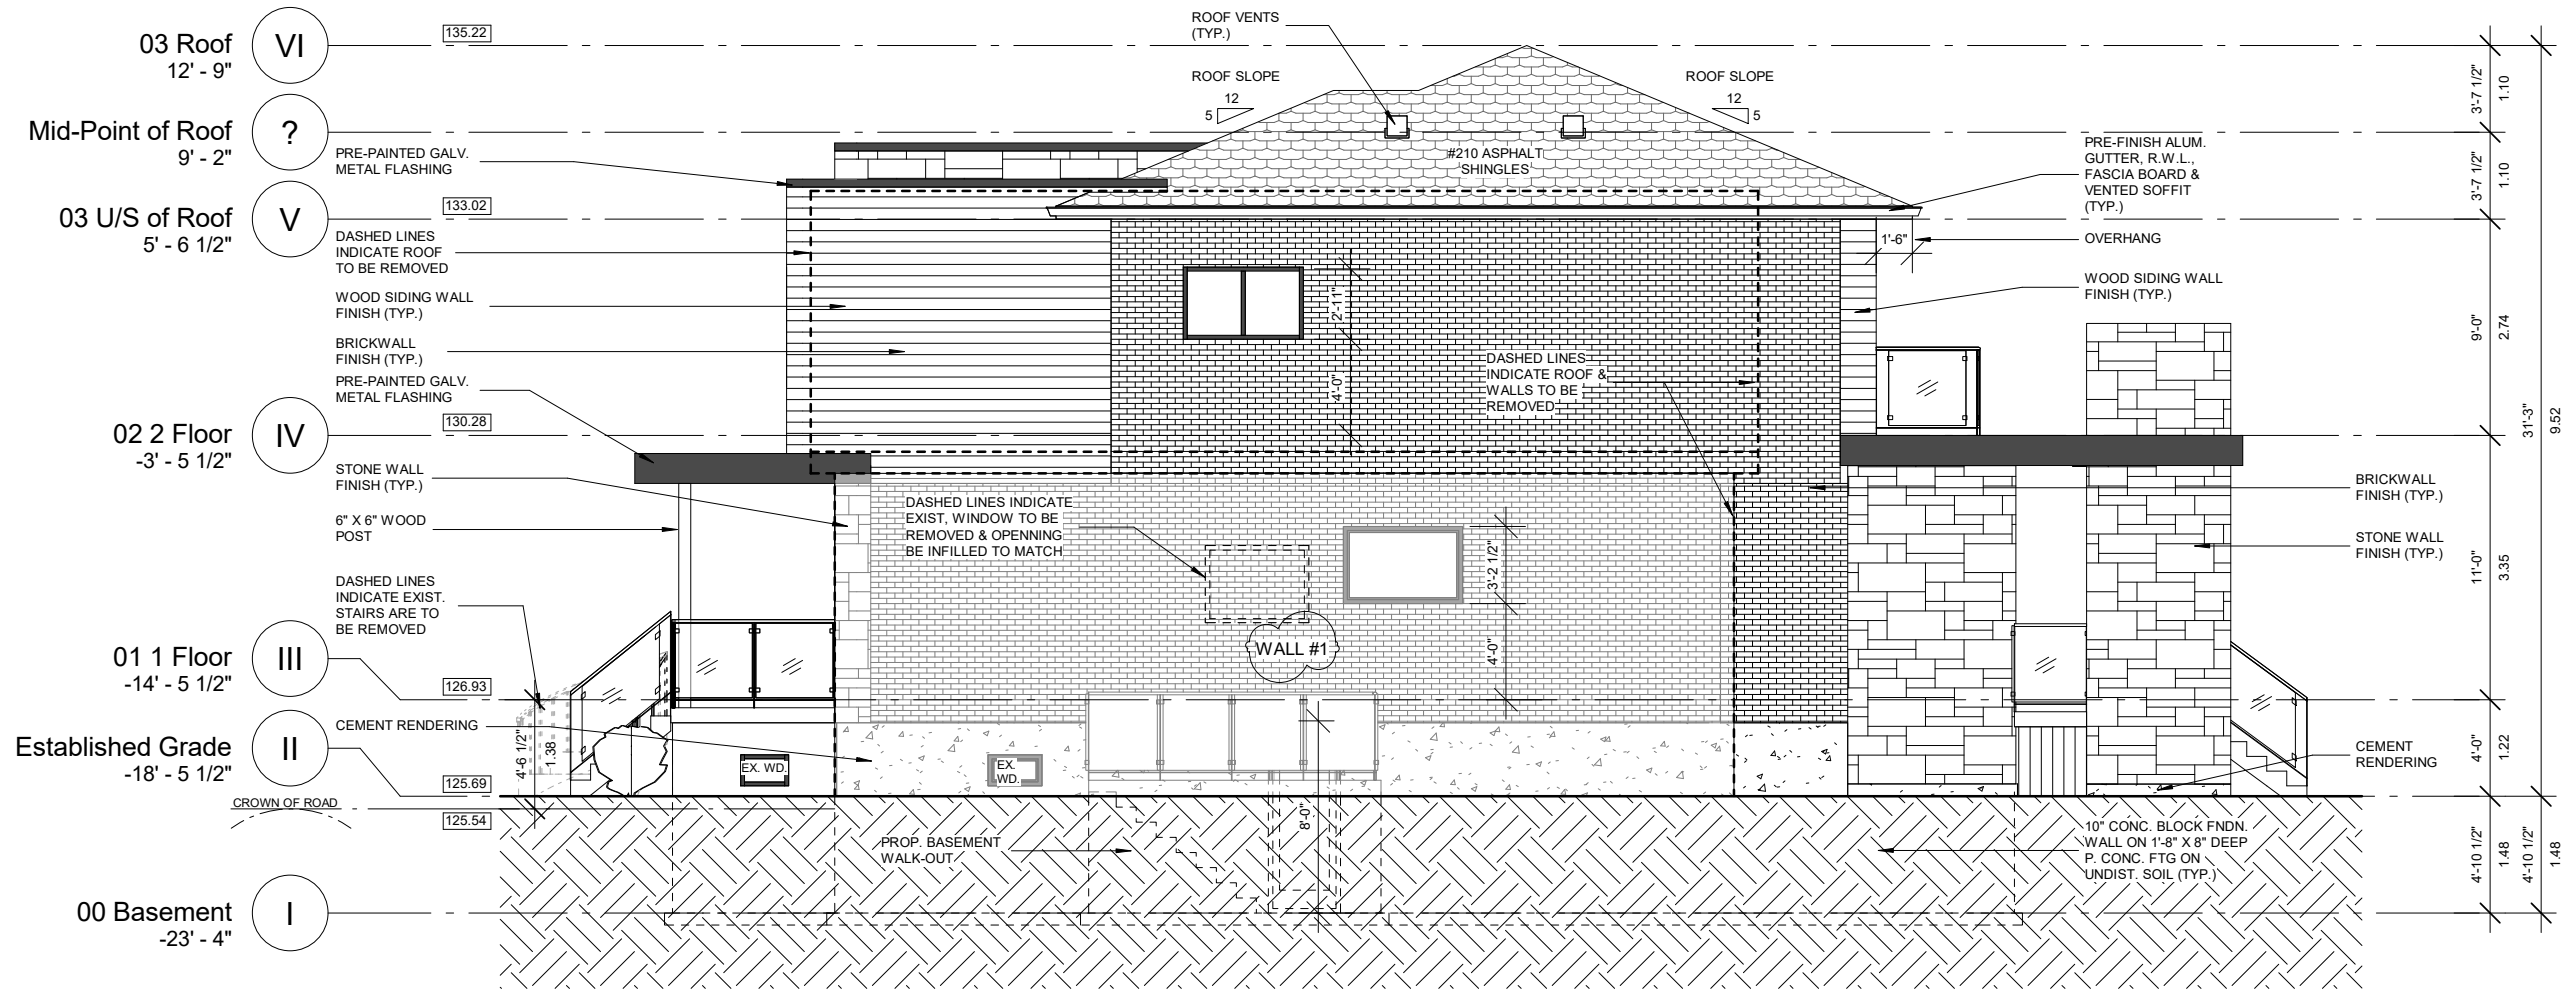 03 Roof
12' - 9"
VI
135.22
Mid-Point of Roof
9' - 2"
?
PRE-PAINTED GALV.
METAL FLASHING
03 U/S of Roof
5' - 6 1/2"
V
133.02
DASHED LINES
INDICATE ROOF
TO BE REMOVED
WOOD SIDING WALL
FINISH (TYP.)
BRICKWALL
FINISH (TYP.)
PRE-PAINTED GALV.
METAL FLASHING
02 2 Floor
-3' - 5 1/2"
IV
130.28
STONE WALL
FINISH (TYP.)
6" X 6" WOOD
POST
DASHED LINES
INDICATE EXIST.
STAIRS ARE TO
BE REMOVED
01 1 Floor
-14' - 5 1/2"
III
126.93
CEMENT RENDERING
Established Grade
-18' - 5 1/2"
II
125.69
CROWN OF ROAD
125.54
4'-6 1/2"
1.38
00 Basement
-23' - 4"
I
ROOF VENTS
(TYP.)
ROOF SLOPE
12
5
ROOF SLOPE
12
5
#210 ASPHALT
SHINGLES
2'-11"
4'-0"
DASHED LINES
INDICATE ROOF &
WALLS TO BE
REMOVED
DASHED LINES INDICATE
EXIST, WINDOW TO BE
REMOVED & OPENNING
BE INFILLED TO MATCH
3'-2 1/2"
4'-0"
WALL #1
EX. WD.
EX.
WD.
8'-0"
PROP. BASEMENT
WALK-OUT
PRE-FINISH ALUM.
GUTTER, R.W.L.,
FASCIA BOARD &
VENTED SOFFIT
(TYP.)
1'-6"
OVERHANG
WOOD SIDING WALL
FINISH (TYP.)
BRICKWALL
FINISH (TYP.)
STONE WALL
FINISH (TYP.)
CEMENT
RENDERING
10" CONC. BLOCK FNDN.
WALL ON 1'-8" X 8" DEEP
P. CONC. FTG ON
UNDIST. SOIL (TYP.)
3'-7 1/2"
1.10
3'-7 1/2"
1.10
9'-0"
2.74
31'-3"
9.52
11'-0"
3.35
4'-0"
1.22
4'-10 1/2"
1.48
4'-10 1/2"
1.48